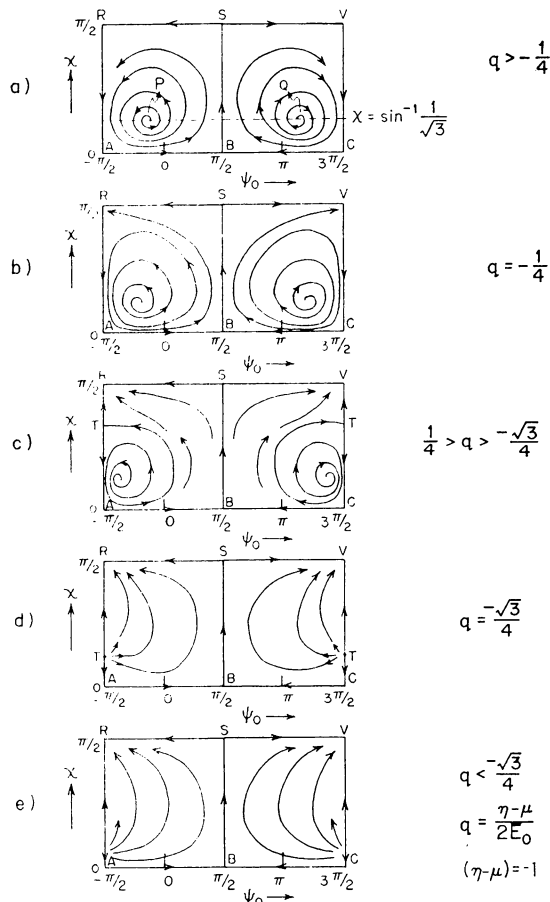 R S V
π/2
χ
a) P Q q > -1/4
χ = sin⁻¹ 1/√3
0 A B C
-π/2 0 π/2 π 3π/2
ψ₀
R S V
π/2
χ
b) q = -1/4
0 A B C
-π/2 0 π/2 π 3π/2
ψ₀
R S V
π/2
T T
χ
c) 1/4 > q > -√3/4
0 A B C
-π/2 0 π/2 π 3π/2
ψ₀
R S V
π/2
χ
d) q = -√3/4
T T
0 A B C
-π/2 0 π/2 π 3π/2
ψ₀
R S V
π/2
χ
e) q < -√3/4
q = η-μ/2E₀
(η-μ) = -1
0 A B C
-π/2 0 π/2 π 3π/2
ψ₀